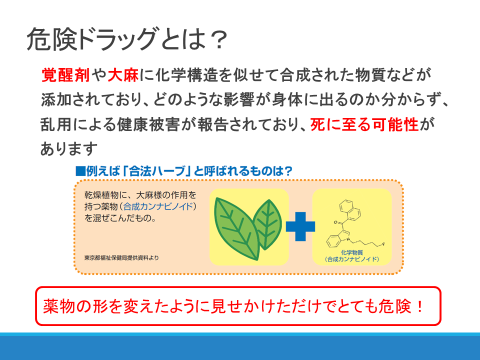 危険ドラッグとは？
覚醒剤や大麻に化学構造を似せて合成された物質などが
添加されており、どのような影響が身体に出るのか分からず、
乱用による健康被害が報告されており、死に至る可能性が
あります
■例えば「合法ハーブ」と呼ばれるものは？
乾燥植物に、大麻様の作用を
持つ薬物（合成カンナビノイド）
を混ぜこんだもの。
東京都福祉保健局提供資料より
化学物質
（合成カンナビノイド）
薬物の形を変えたように見せかけただけでとても危険！